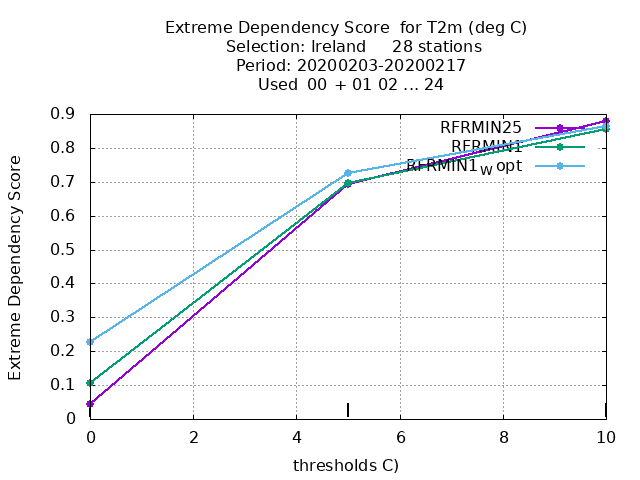 Extreme Dependency Score  for T2m (deg C)
Selection: Ireland     28 stations
Period: 20200203-20200217
Used  00 + 01 02 ... 24
Extreme Dependency Score
0.9
0.8
0.7
0.6
0.5
0.4
0.3
0.2
0.1
0
RFRMIN25
RFRMIN1
RFRMIN1W opt
0 2 4 6 8 10
thresholds C)